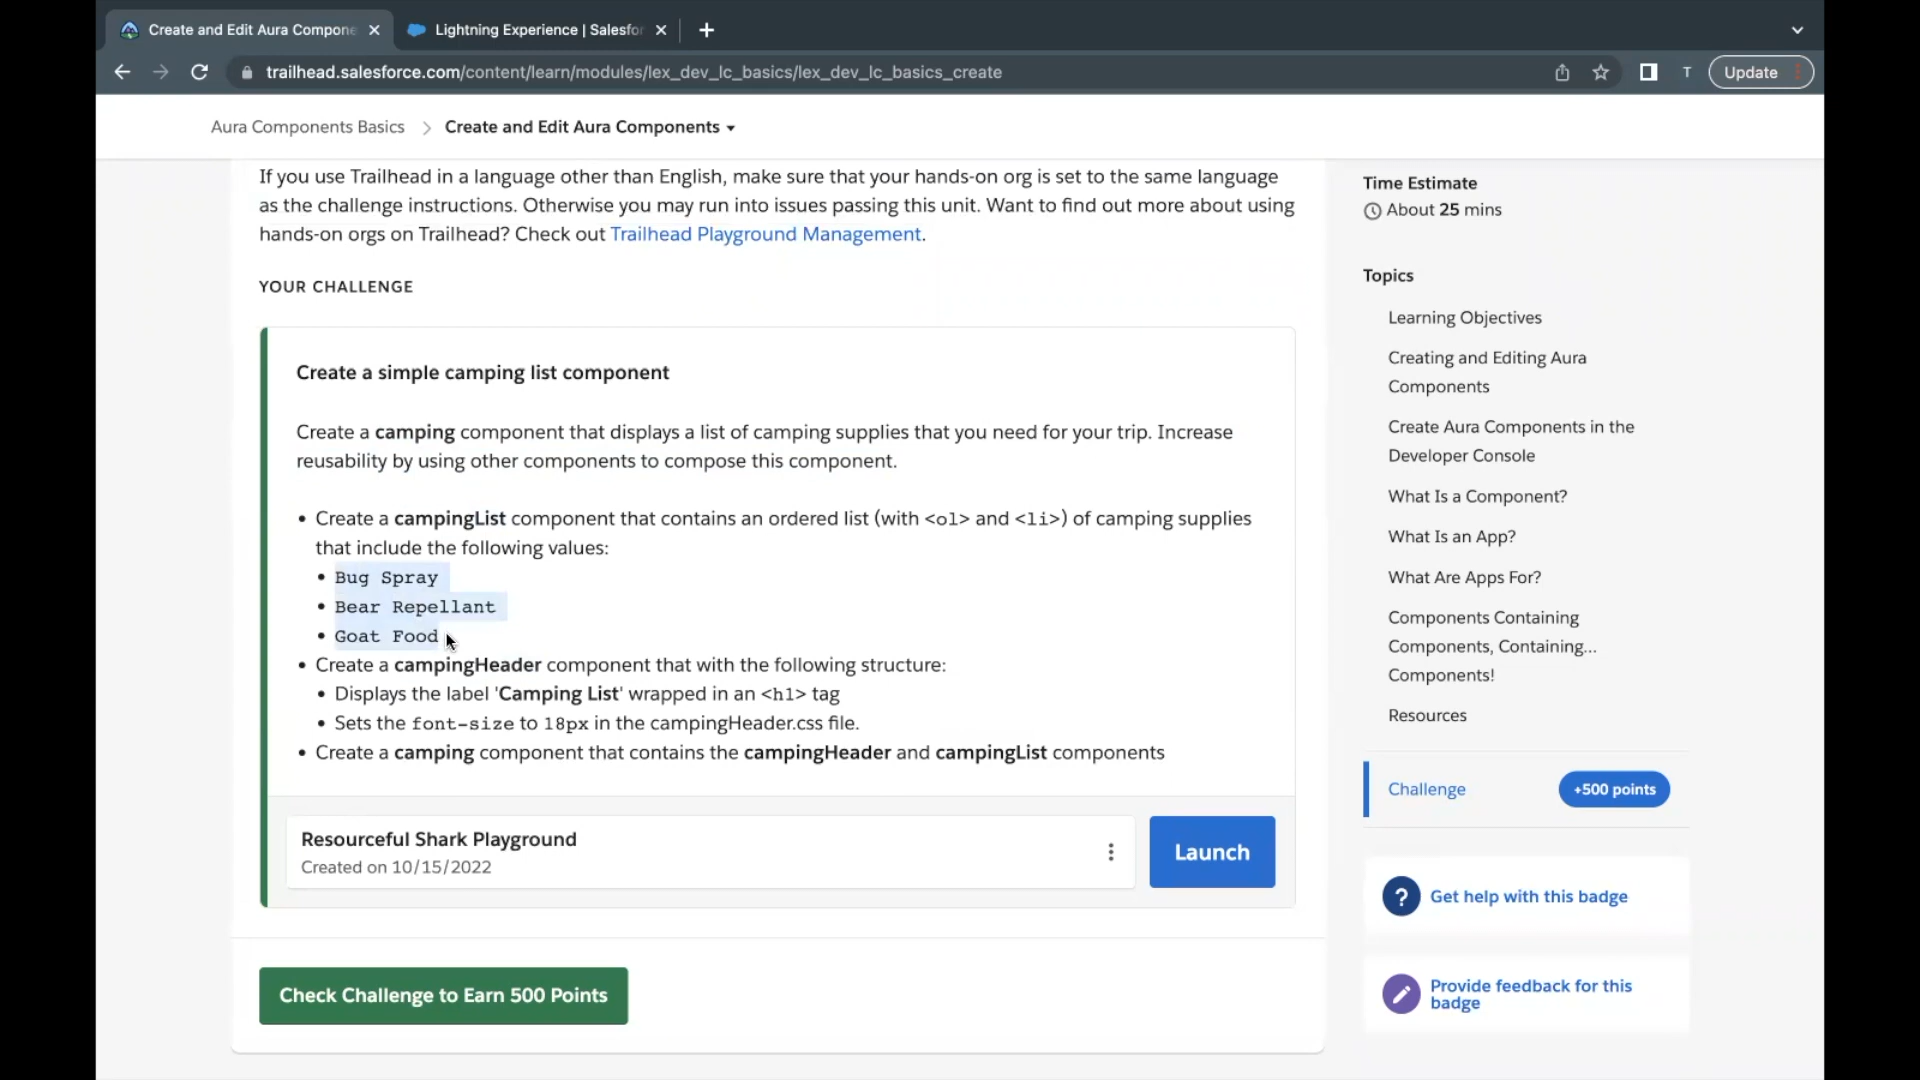 Create and Edit Aura Compone
Lightning Experience | Salesfor
trailhead.salesforce.com/content/learn/modules/lex_dev_lc_basics/lex_dev_lc_basics_create
T
Update
Aura Components Basics > Create and Edit Aura Components
If you use Trailhead in a language other than English, make sure that your hands-on org is set to the same language
as the challenge instructions. Otherwise you may run into issues passing this unit. Want to find out more about using
hands-on orgs on Trailhead? Check out Trailhead Playground Management.
YOUR CHALLENGE
Create a simple camping list component
Create a camping component that displays a list of camping supplies that you need for your trip. Increase
reusability by using other components to compose this component.
• Create a campingList component that contains an ordered list (with <ol> and <li>) of camping supplies
that include the following values:
• Bug Spray
• Bear Repellant
• Goat Food
• Create a campingHeader component that with the following structure:
• Displays the label 'Camping List' wrapped in an <h1> tag
• Sets the font-size to 18px in the campingHeader.css file.
• Create a camping component that contains the campingHeader and campingList components
Resourceful Shark Playground
Created on 10/15/2022
Launch
Check Challenge to Earn 500 Points
Time Estimate
About 25 mins
Topics
Learning Objectives
Creating and Editing Aura
Components
Create Aura Components in the
Developer Console
What Is a Component?
What Is an App?
What Are Apps For?
Components Containing
Components, Containing...
Components!
Resources
Challenge
+500 points
?
Get help with this badge
Provide feedback for this
badge